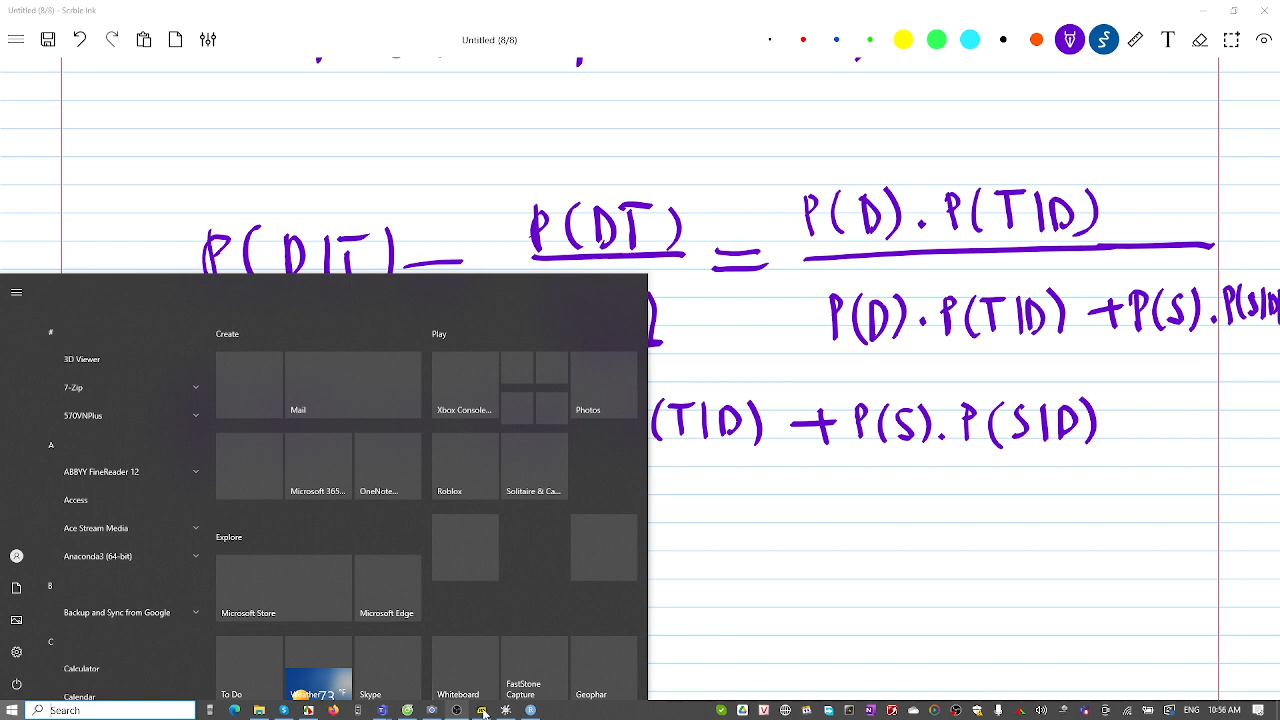 Untitled (8/8) - Scrble Ink
Untitled (8/8)
P(D|T) = P(DT) = P(D).P(T|D)
P(D).P(T|D) + P(S).P(S|D
(T|D) + P(S).P(S|D)
#
3D Viewer
7-Zip
570VNPlus
A
ABBYY FineReader 12
Access
Ace Stream Media
Anaconda3 (64-bit)
B
Backup and Sync from Google
C
Calculator
Calendar
Create
Mail
Microsoft 365...
OneNote...
Explore
Microsoft Store
Microsoft Edge
To Do
73 °F
Skype
Play
Xbox Console...
Photos
Roblox
Solitaire & Ca...
Whiteboard
FastStone
Capture
Geophar
Search
10:56 AM